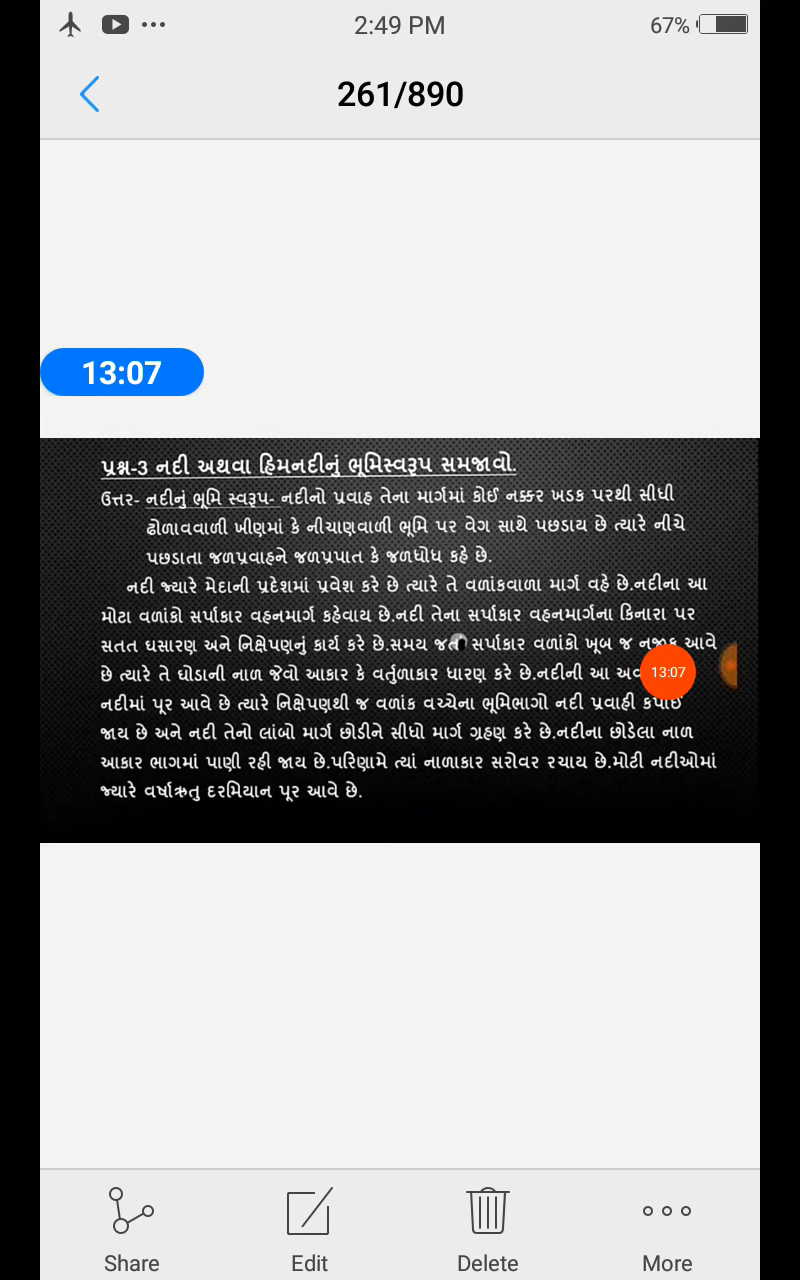 2:49 PM
67%
261/890
13:07
પ્રશ્ન-3 નદી અથવા હિમનદીનું ભૂમિસ્વરૂપ સમજાવો.
ઉત્તર- નદીનું ભૂમિ સ્વરૂપ- નદીનો પ્રવાહ તેના માર્ગમાં કોઈ નક્કર ખડક પરથી સીધી
ઢોળાવવાળી ખીણમાં કે નીચાણવાળી ભૂમિ પર વેગ સાથે પછડાય છે ત્યારે નીચે
પછડાતા જળપ્રવાહને જળપ્રપાત કે જળધોધ કહે છે.
નદી જ્યારે મેદાની પ્રદેશમાં પ્રવેશ કરે છે ત્યારે તે વળાંકવાળા માર્ગ વહે છે.નદીના આ
મોટા વળાંકો સર્પાકાર વહનમાર્ગ કહેવાય છે.નદી તેના સર્પાકાર વહનમાર્ગના કિનારા પર
સતત ઘસારણ અને નિક્ષેપણનું કાર્ય કરે છે.સમય સર્પાકાર વળાંકો ખૂબ જ નજીક આવે
છે ત્યારે તે ઘોડાની નાળ જેવો આકાર કે વર્તુળાકાર ધારણ કરે છે.નદીની આ
13:07
નદીમાં પૂર આવે છે ત્યારે નિક્ષેપણથી જ વળાંક વચ્ચેના ભૂમિભાગો નદી પ્રવાહી કપાઈ
જાય છે અને નદી તેનો લાંબો માર્ગ છોડીને સીધો માર્ગ ગ્રહણ કરે છે.નદીના છોડેલા નાળ
આકાર ભાગમાં પાણી રહી જાય છે.પરિણામે ત્યાં નાળાકાર સરોવર રચાય છે.મોટી નદીઓમાં
જ્યારે વર્ષાઋતુ દરમિયાન પૂર આવે છે.
Share
Edit
Delete
More